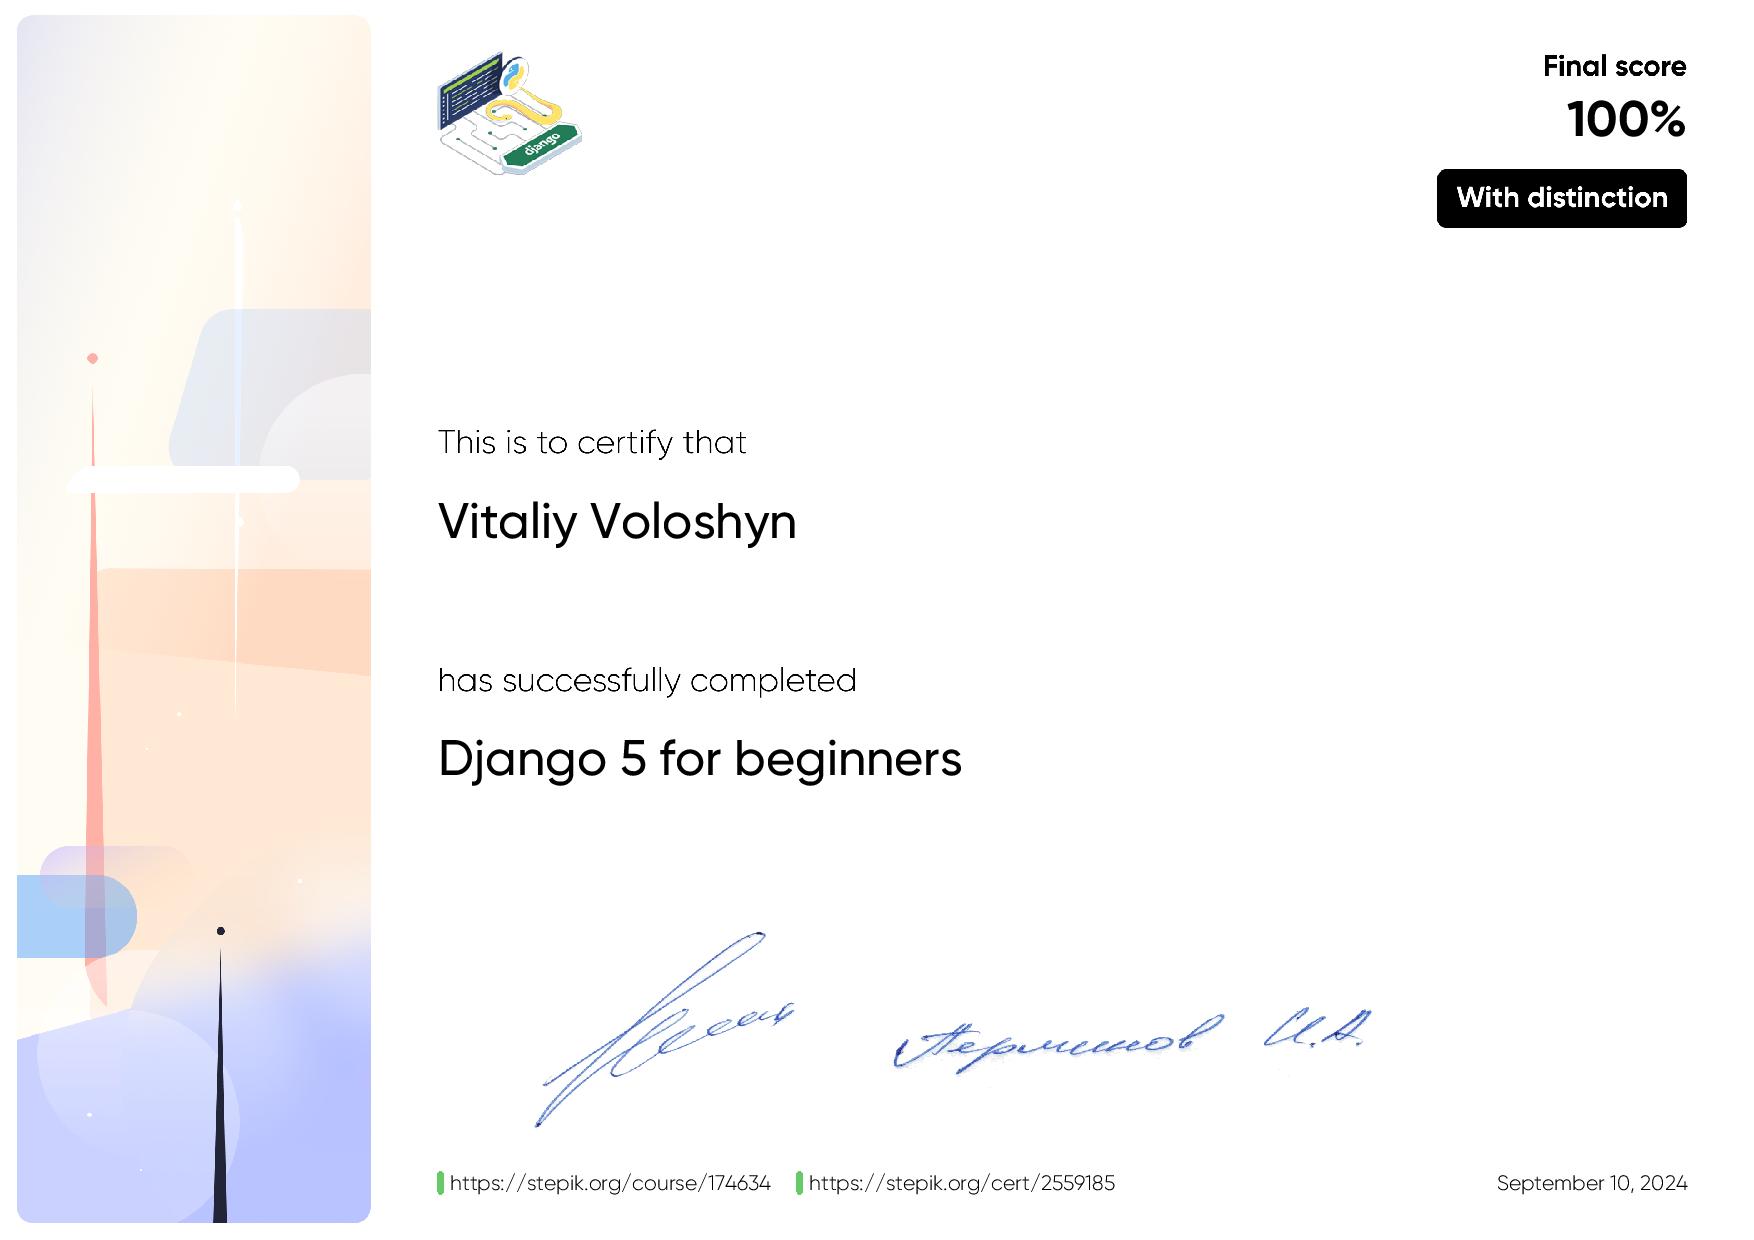 django
Final score
100%
With distinction
This is to certify that
Vitaliy Voloshyn
has successfully completed
Django 5 for beginners
Перминов И.А.
https://stepik.org/course/174634 https://stepik.org/cert/2559185
September 10, 2024